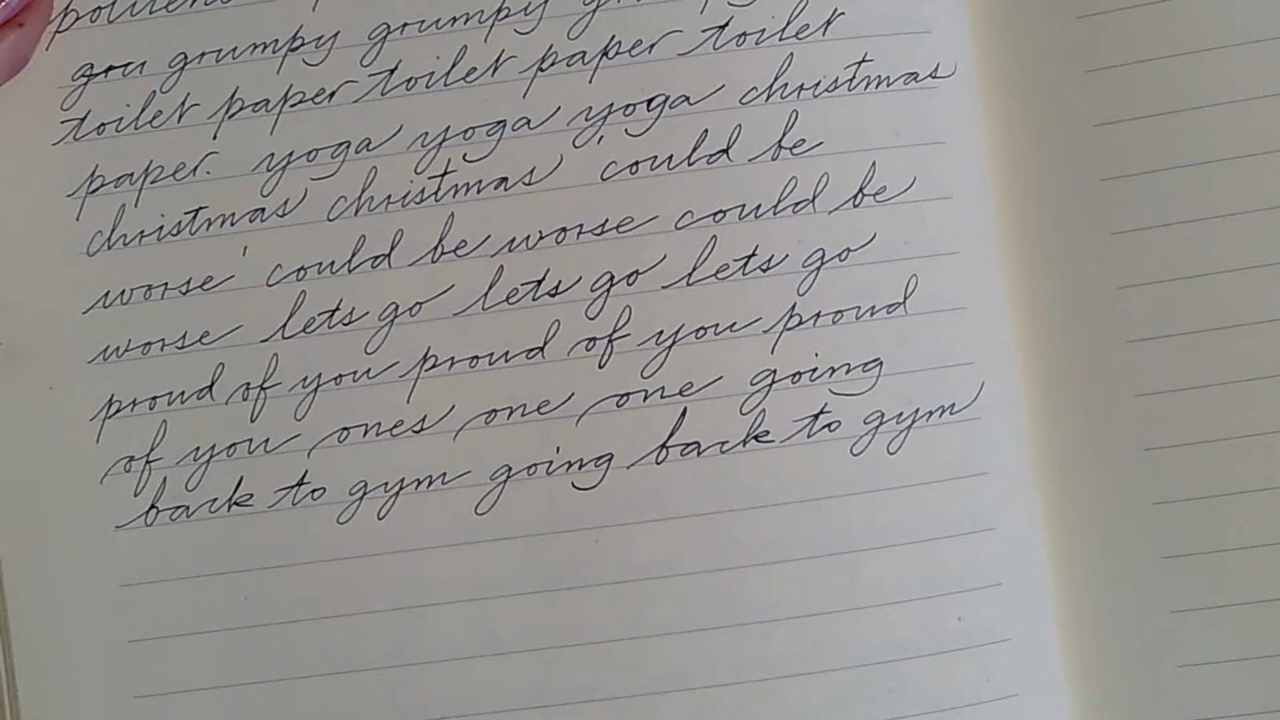 gru grumpy grumpy
toilet paper toilet paper toilet
paper. yoga yoga yoga christmas
christmas christmas 'could be
worse' could be worse could be
worse lets go lets go lets go
proud of you proud of you proud
of you ones one one going
back to gym going back to gym